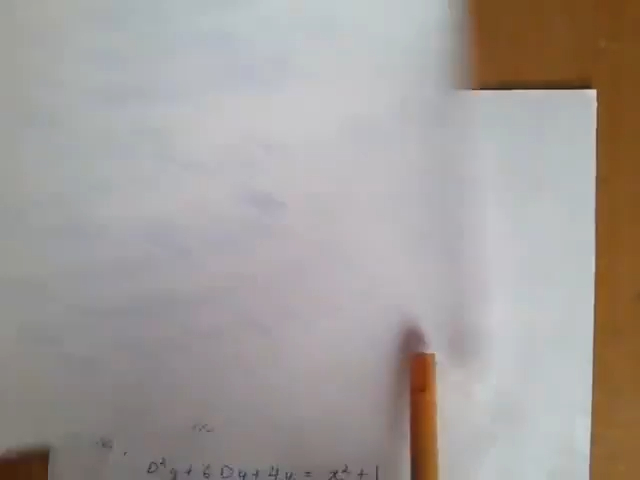 D²y + 6Dy + 4y = x² + 1